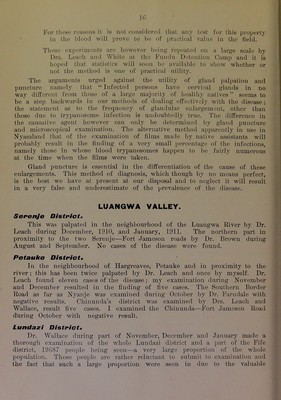 16
For these reasons it is not considered that any test for this property
in the blood will prove to be of practical value in the field.
These experiments are however being repeated on a large scale by
Drs. Leach and White at the Fundu Detention Camp and it is
hoped that statistics will soon be available to show whether or
not the method is one of practical utility.
The arguments urged against the utility of gland palpation and
puncture namely that "Infected persons have cervical glands in no
way different from those of a large majority of healthy natives" seems to
be a step backwards in our methods of dealing effectively with the disease;
the statement as to the frequency of glandular enlargement, other than
those due to trypanosome infection is undoubtedly true. The difference in
the causative agent however can only be determined by gland puncture
and microscopical examination. The alternative method apparently in use in
Nyasaland that of the examination of films made by native assistants will
probably result in the finding of a very small percentage of the infections,
namely those in whose blood trypanosomes happen to be fairly numerous
at the time when the films were taken.
Gland puncture is essential in the differentiation of the cause of these
enlargements. This method of diagnosis, which though by no means perfect,
is the best we have at present at our disposal and to neglect it will result
in a very false and underestimate of the prevalence of the disease.
LUANGWA VALLEY.
Serenje District.
This was palpated in the neighbourhood of the Luangwa River by Dr.
Leach during December, 1910, and January, 1911. The northern part in
proximity to the two Serenje—Fort Jameson roads by Dr. Brown during
August and September. No cases of the disease were found.
Petauke District.
In the neighbourhood of Hargreaves, Petauke and in proximity to the
river; this has been twice palpated by Dr. Leach and once by myself. Dr.
Leach found eleven cases of the disease; my examination during November
and December resulted in the finding of five cases. The Southern Border
Road as far as Nyanje was examined during October by Dr. Farsdale with
negative results. Chinunda's district was examined by Drs. Leach and
Wallace, result five cases. I examined the Chinunda—Fort Jameson Road
during October with negative result.
Lundazi District.
Dr. Wallace during part of November, December and January made a
thorough examination of the whole Lundazi district and a part of the Fife
district, 12687 people being seen—a very large proportion of the whole
population. These people are rather reluctant to submit to examination and
the fact that such a large proportion were seen is due to the valuable